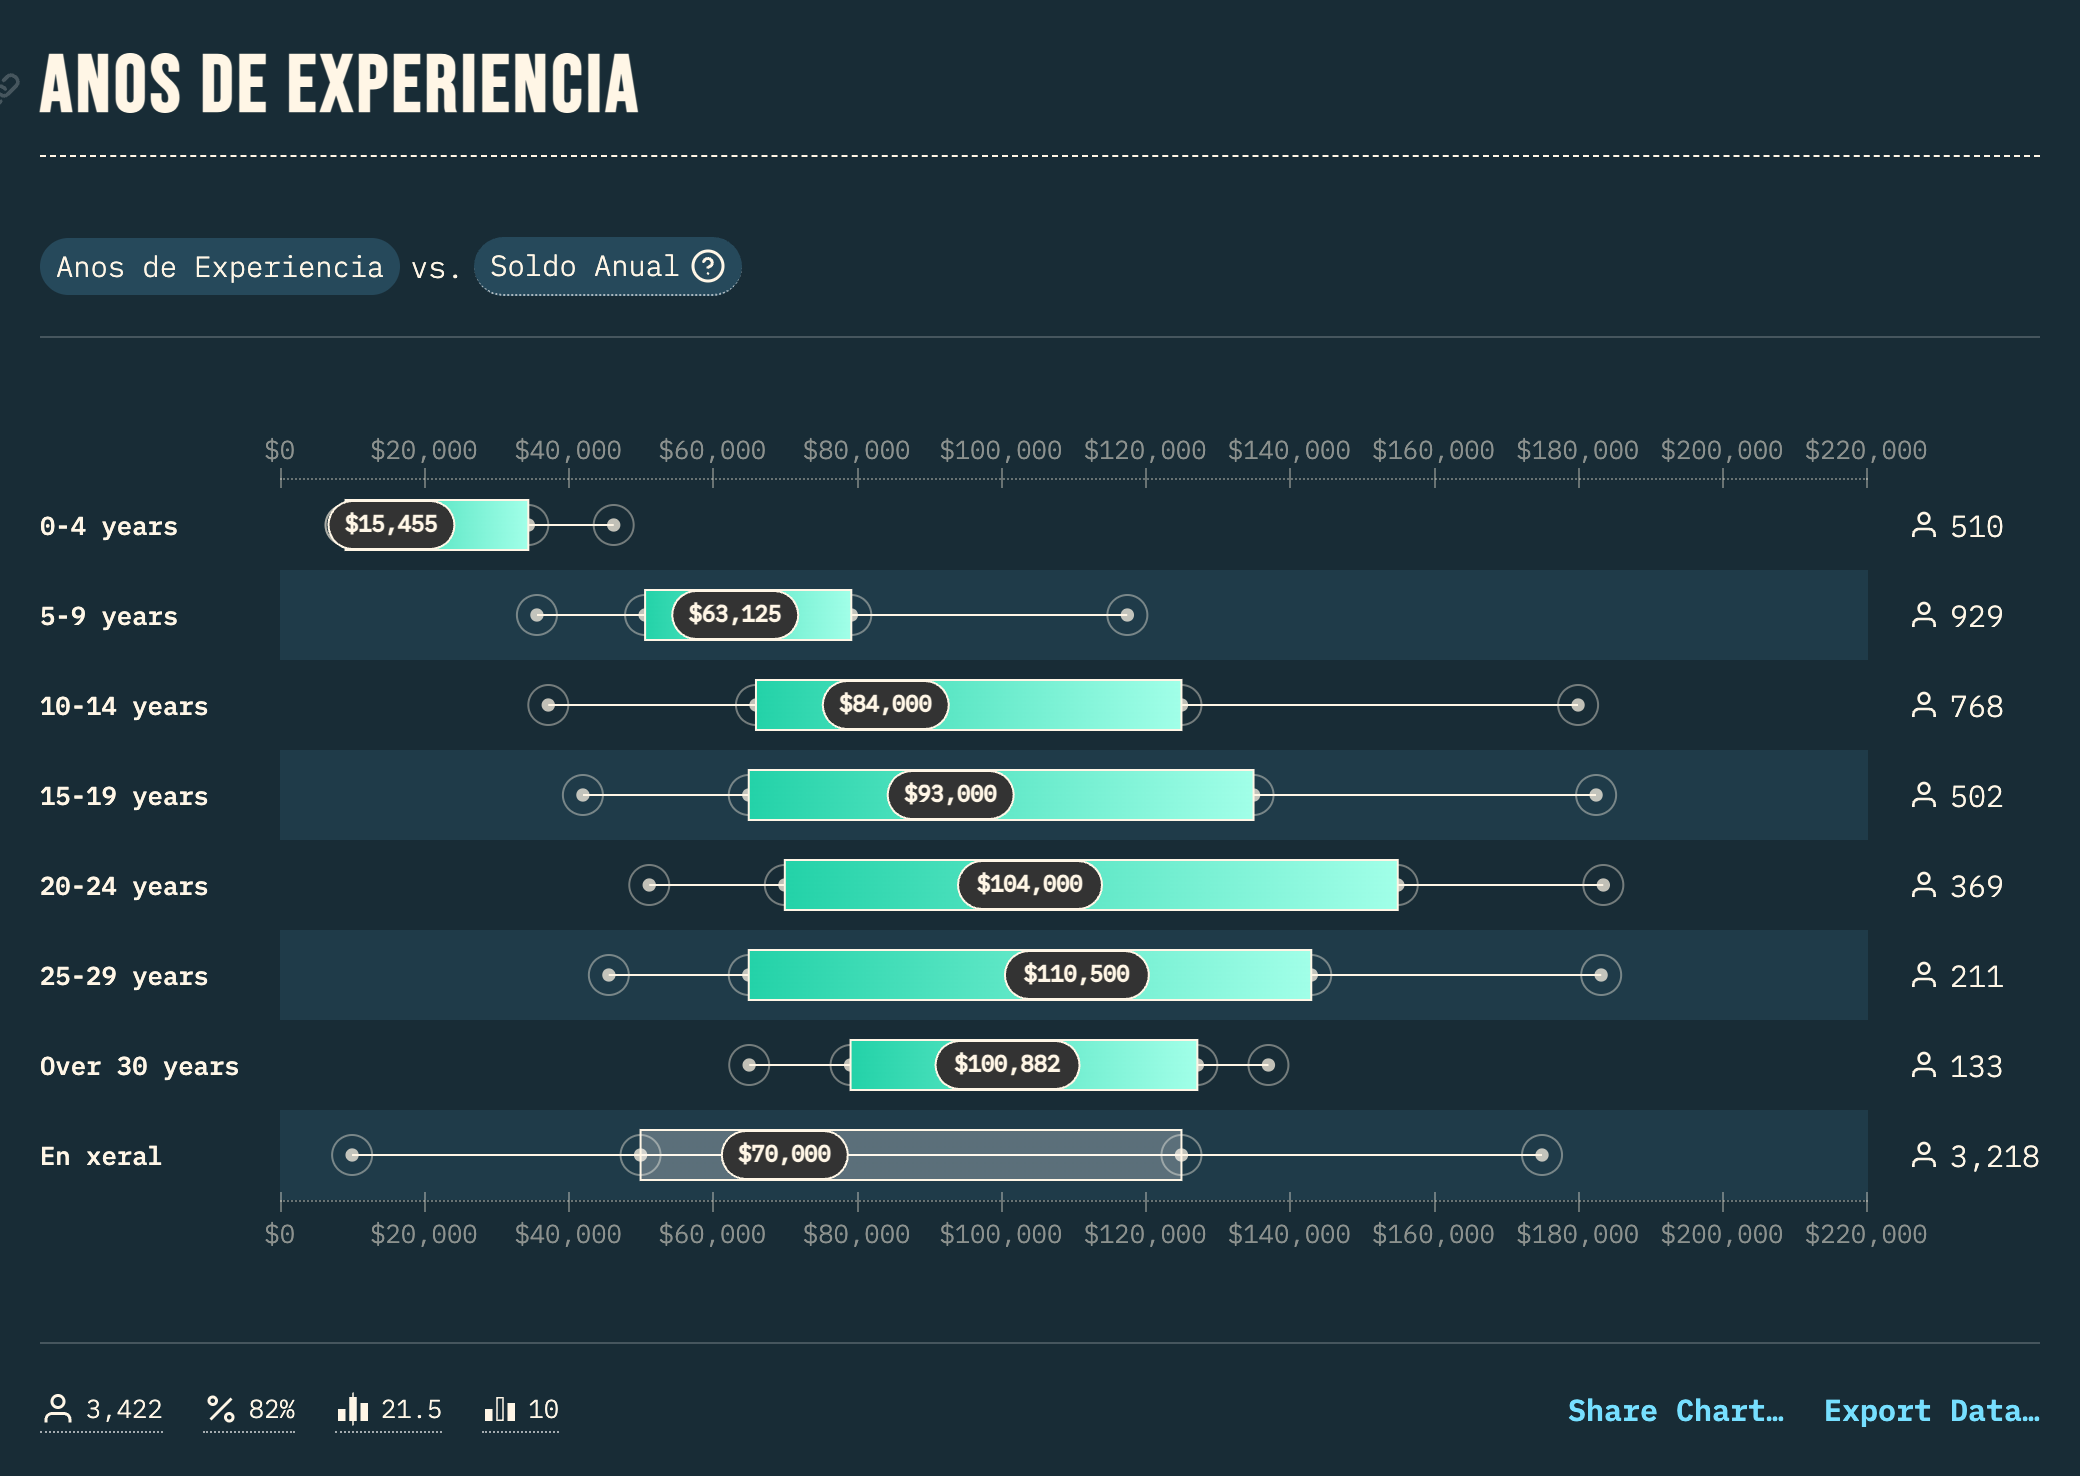 ANOS DE EXPERIENCIA
Anos de Experiencia vs. Soldo Anual
$0 $20,000 $40,000 $60,000 $80,000 $100,000 $120,000 $140,000 $160,000 $180,000 $200,000 $220,000
0-4 years $15,455 510
5-9 years $63,125 929
10-14 years $84,000 768
15-19 years $93,000 502
20-24 years $104,000 369
25-29 years $110,500 211
Over 30 years $100,882 133
En xeral $70,000 3,218
$0 $20,000 $40,000 $60,000 $80,000 $100,000 $120,000 $140,000 $160,000 $180,000 $200,000 $220,000
3,422 82% 21.5 10 Share Chart… Export Data…